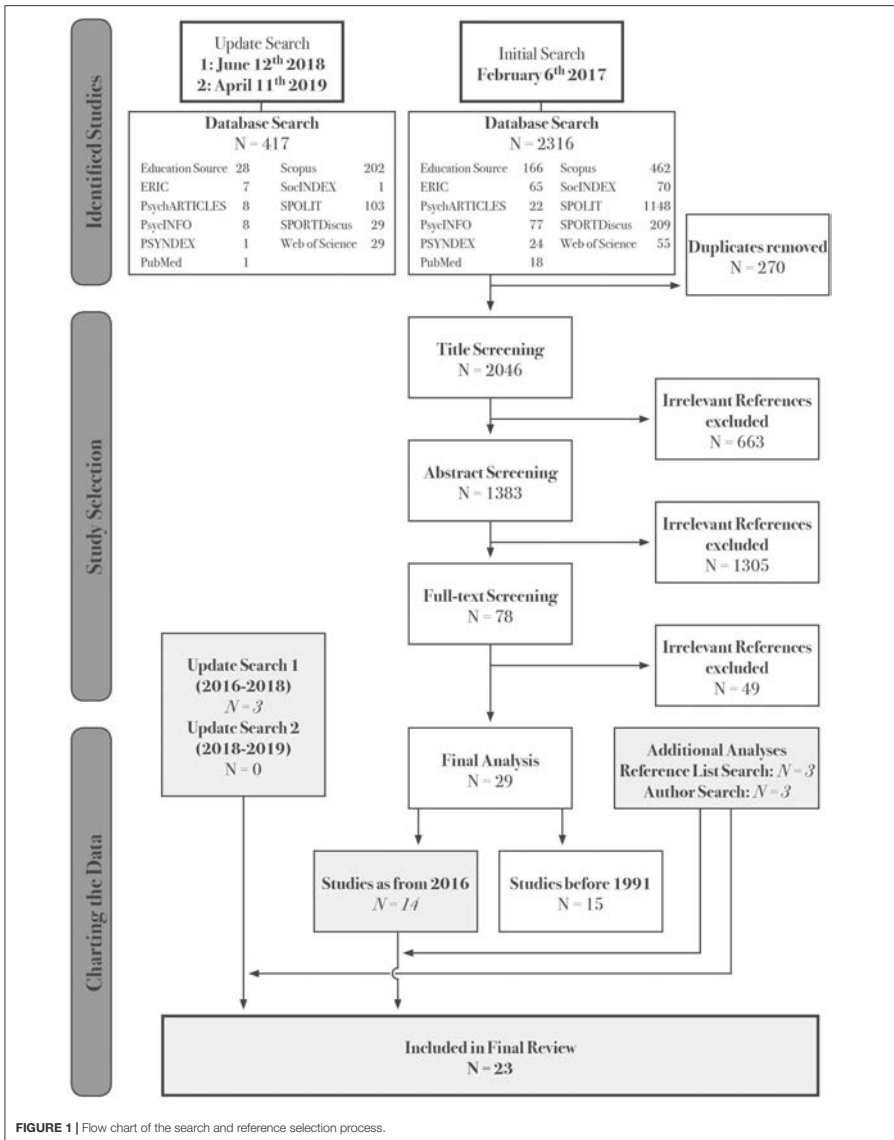 Identified Studies
Update Search
1: June 12th 2018
2: April 11th 2019
Initial Search
February 6th 2017
Database Search
N = 417
Education Source 28 Scopus 202
ERIC 7 SocINDEX 1
PsychARTICLES 8 SPOLIT 103
PsycINFO 8 SPORTDiscus 29
PSYNDEX 1 Web of Science 29
PubMed 1
Database Search
N = 2316
Education Source 166 Scopus 462
ERIC 65 SocINDEX 70
PsychARTICLES 22 SPOLIT 1148
PsycINFO 77 SPORTDiscus 209
PSYNDEX 24 Web of Science 55
PubMed 18
Duplicates removed
N = 270
Study Selection
Title Screening
N = 2046
Irrelevant References
excluded
N = 663
Abstract Screening
N = 1383
Irrelevant References
excluded
N = 1305
Full-text Screening
N = 78
Irrelevant References
excluded
N = 49
Update Search 1
(2016-2018)
N = 3
Update Search 2
(2018-2019)
N = 0
Charting the Data
Final Analysis
N = 29
Additional Analyses
Reference List Search: N = 3
Author Search: N = 3
Studies as from 2016
N = 14
Studies before 1991
N = 15
Included in Final Review
N = 23
FIGURE 1 | Flow chart of the search and reference selection process.